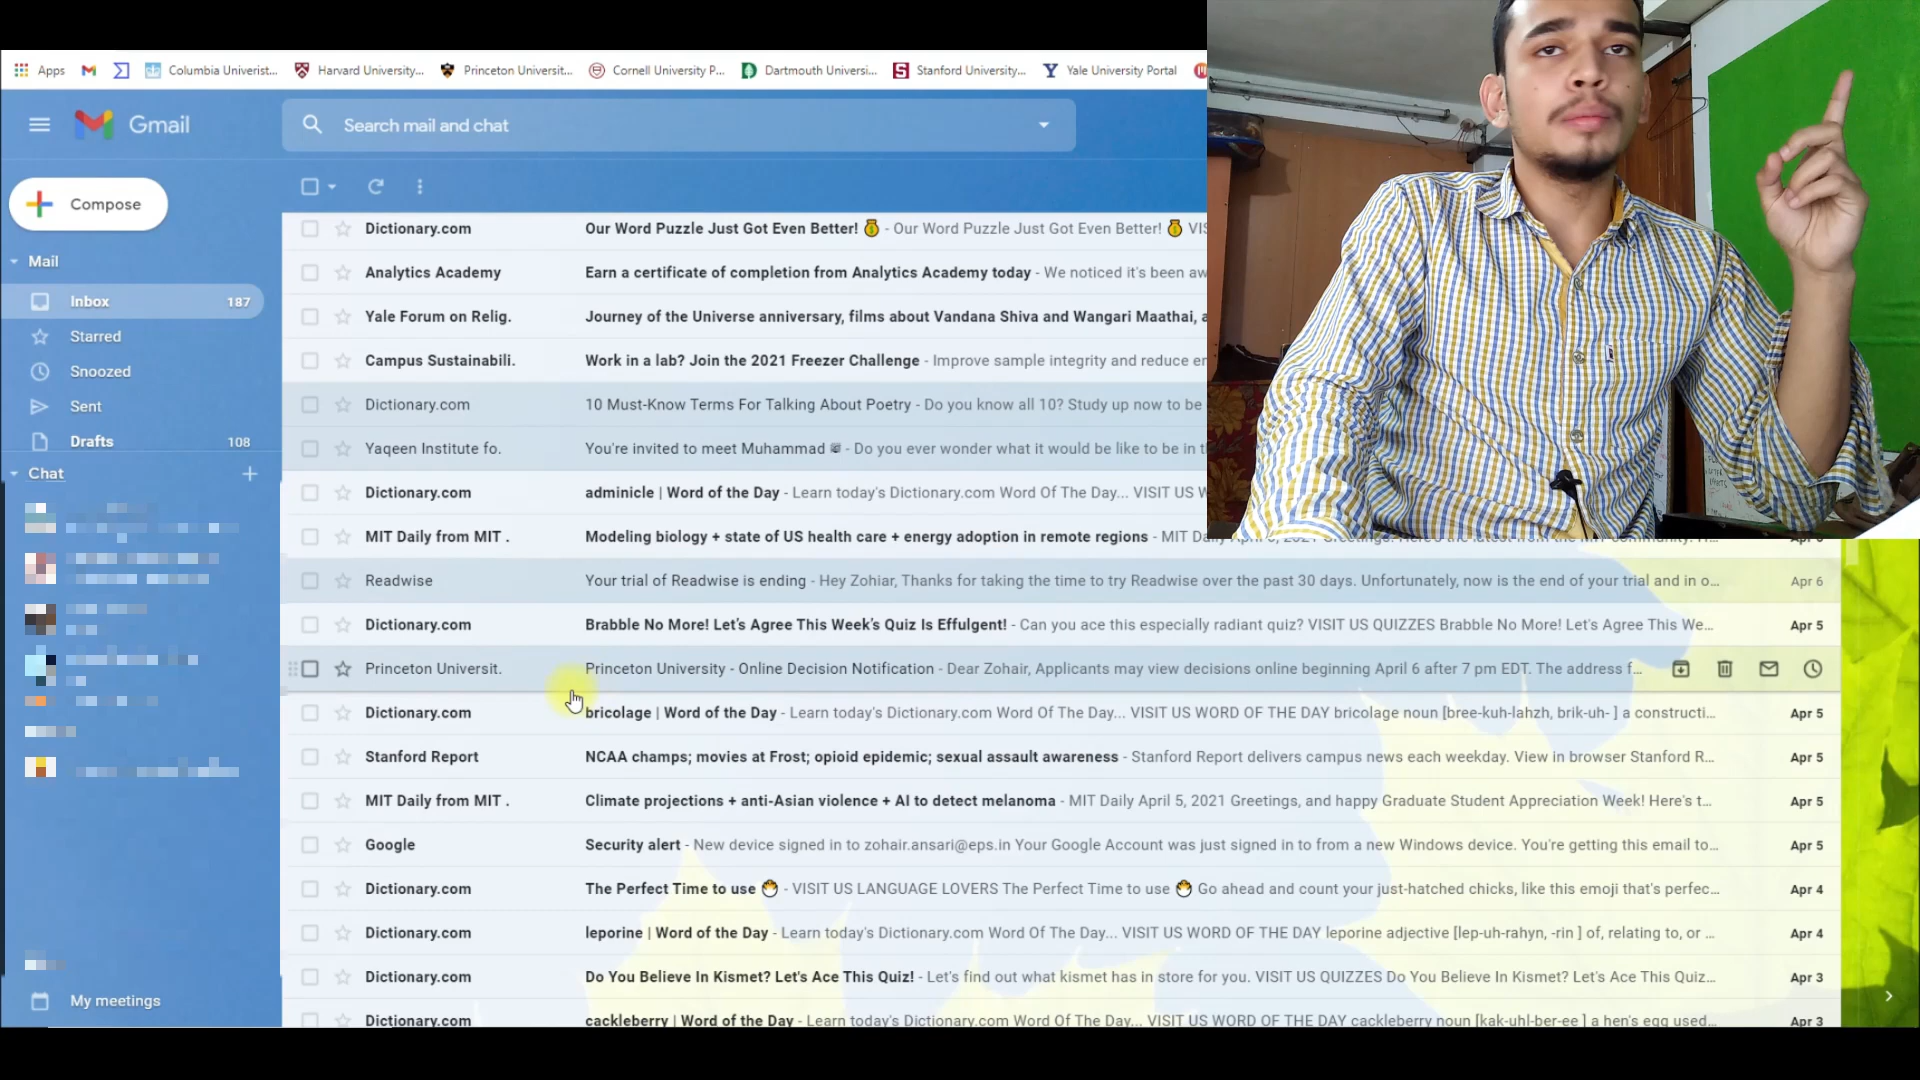 Apps Columbia Univerist... Harvard University... Princeton Universit... Cornell University P... Dartmouth Universi... Stanford University... Yale University Portal
Gmail
Search mail and chat
Compose
Mail
Inbox 187
Starred
Snoozed
Sent
Drafts 108
Chat
My meetings
Dictionary.com Our Word Puzzle Just Got Even Better! 💰 - Our Word Puzzle Just Got Even Better! 💰 VIS
Analytics Academy Earn a certificate of completion from Analytics Academy today - We noticed it's been aw
Yale Forum on Relig. Journey of the Universe anniversary, films about Vandana Shiva and Wangari Maathai, a
Campus Sustainabili. Work in a lab? Join the 2021 Freezer Challenge - Improve sample integrity and reduce en
Dictionary.com 10 Must-Know Terms For Talking About Poetry - Do you know all 10? Study up now to be
Yaqeen Institute fo. You're invited to meet Muhammad ﷺ - Do you ever wonder what it would be like to be in t
Dictionary.com adminicle | Word of the Day - Learn today's Dictionary.com Word Of The Day... VISIT US W
MIT Daily from MIT . Modeling biology + state of US health care + energy adoption in remote regions - MIT Daily April 6, 2021 Greetings! Here's the latest from the MIT community. Apr 6
Readwise Your trial of Readwise is ending - Hey Zohiar, Thanks for taking the time to try Readwise over the past 30 days. Unfortunately, now is the end of your trial and in o... Apr 6
Dictionary.com Brabble No More! Let's Agree This Week's Quiz Is Effulgent! - Can you ace this especially radiant quiz? VISIT US QUIZZES Brabble No More! Let's Agree This We... Apr 5
Princeton Universit. Princeton University - Online Decision Notification - Dear Zohair, Applicants may view decisions online beginning April 6 after 7 pm EDT. The address f...
Dictionary.com bricolage | Word of the Day - Learn today's Dictionary.com Word Of The Day... VISIT US WORD OF THE DAY bricolage noun [bree-kuh-lahzh, brik-uh- ] a constructi... Apr 5
Stanford Report NCAA champs; movies at Frost; opioid epidemic; sexual assault awareness - Stanford Report delivers campus news each weekday. View in browser Stanford R... Apr 5
MIT Daily from MIT . Climate projections + anti-Asian violence + AI to detect melanoma - MIT Daily April 5, 2021 Greetings, and happy Graduate Student Appreciation Week! Here's t... Apr 5
Google Security alert - New device signed in to zohair.ansari@eps.in Your Google Account was just signed in to from a new Windows device. You're getting this email to... Apr 5
Dictionary.com The Perfect Time to use 🐣 - VISIT US LANGUAGE LOVERS The Perfect Time to use 🐣 Go ahead and count your just-hatched chicks, like this emoji that's perfec... Apr 4
Dictionary.com leporine | Word of the Day - Learn today's Dictionary.com Word Of The Day... VISIT US WORD OF THE DAY leporine adjective [lep-uh-rahyn, -rin ] of, relating to, or ... Apr 4
Dictionary.com Do You Believe In Kismet? Let's Ace This Quiz! - Let's find out what kismet has in store for you. VISIT US QUIZZES Do You Believe In Kismet? Let's Ace This Quiz... Apr 3
Dictionary.com cackleberry | Word of the Day - Learn today's Dictionary.com Word Of The Day... VISIT US WORD OF THE DAY cackleberry noun [kak-uhl-ber-ee ] a hen's egg used... Apr 3